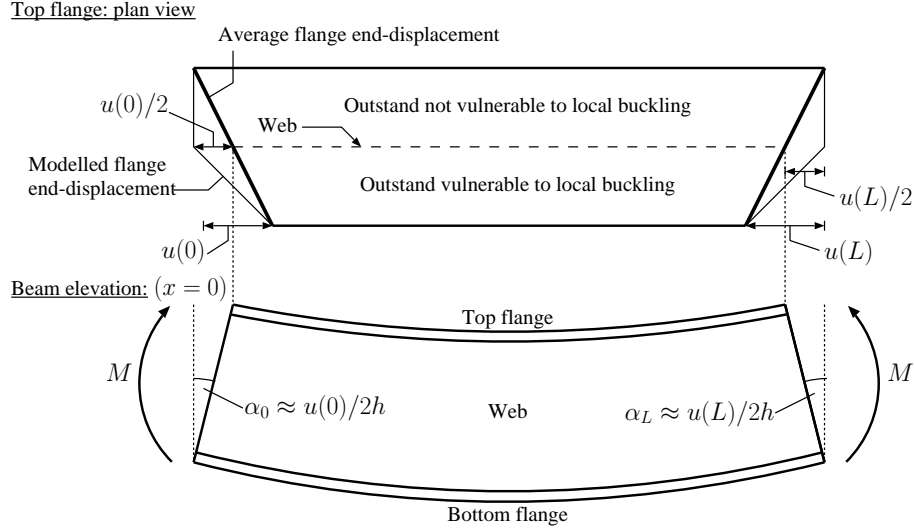 Top flange: plan view
Average flange end-displacement
u(0)/2
Outstand not vulnerable to local buckling
Web
Modelled flange
end-displacement
Outstand vulnerable to local buckling
u(L)/2
u(0)
u(L)
Beam elevation: (x = 0)
Top flange
M
M
α₀ ≈ u(0)/2h
Web
α_L ≈ u(L)/2h
Bottom flange